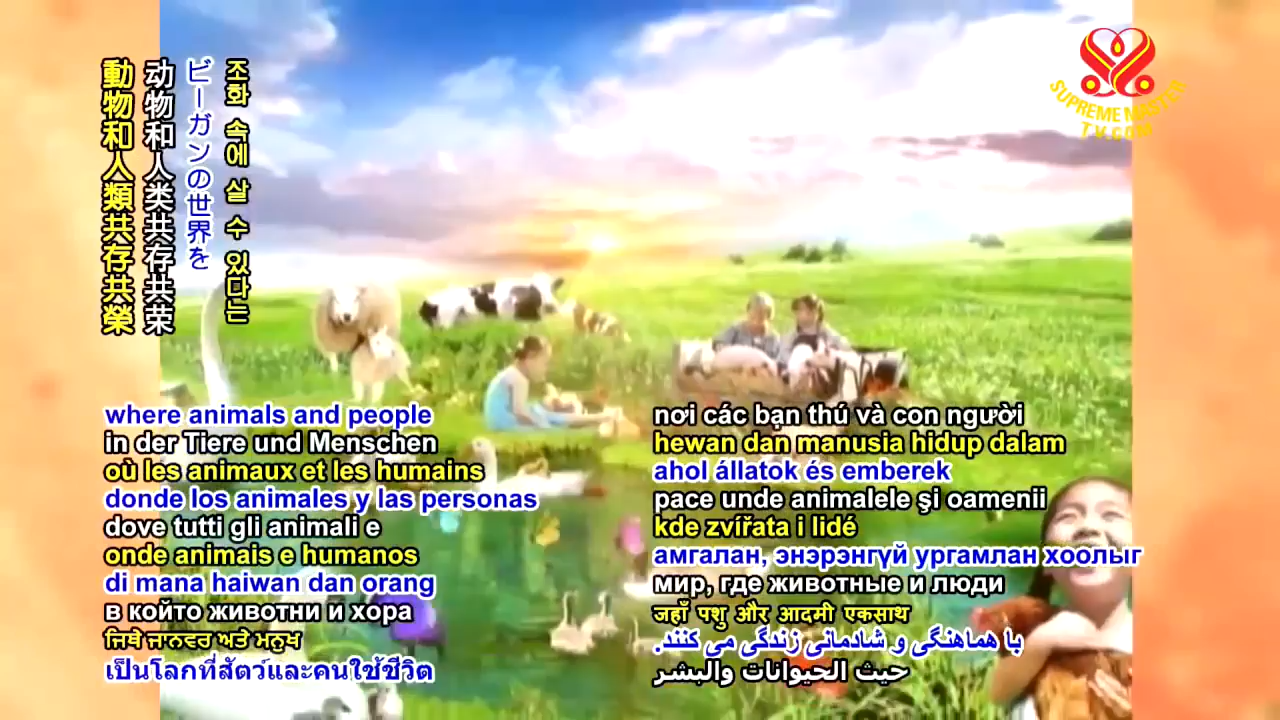 動物和人類共存共榮
动物和人类共存共荣
ビーガンの世界を
조화 속에 살 수 있다는
SUPREME MASTER
TV.COM
where animals and people
in der Tiere und Menschen
où les animaux et les humains
donde los animales y las personas
dove tutti gli animali e
onde animais e humanos
di mana haiwan dan orang
в който животни и хора
ਜਿਥੇ ਜਾਨਵਰ ਅਤੇ ਮਨੁਖ
เป็นโลกที่สัตว์และคนใช้ชีวิต
nơi các bạn thú và con người
hewan dan manusia hidup dalam
ahol állatok és emberek
pace unde animalele şi oamenii
kde zvířata i lidé
амгалан, энэрэнгүй ургамлан хоолыг
мир, где животные и люди
जहाँ पशु और आदमी एकसाथ
با هماهنگی و شادمانی زندگی می کنند.
حيث الحيوانات والبشر